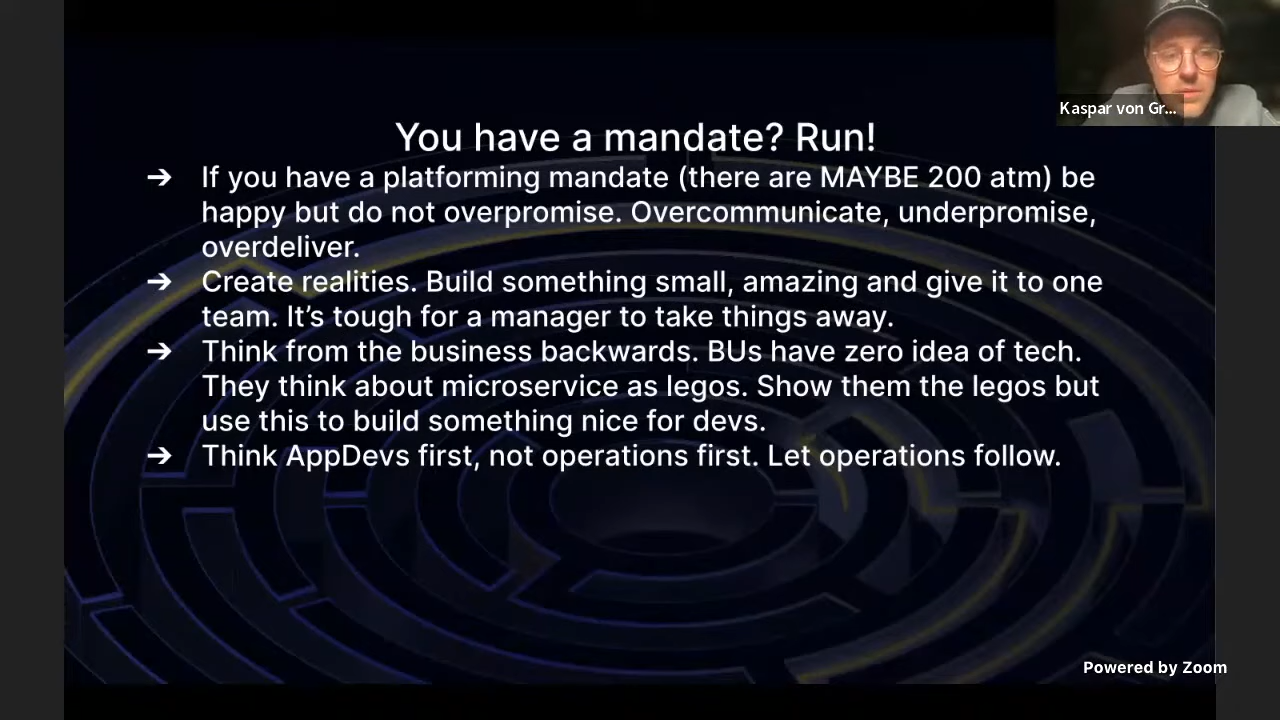 Kaspar von Gr...
You have a mandate? Run!
➔ If you have a platforming mandate (there are MAYBE 200 atm) be
happy but do not overpromise. Overcommunicate, underpromise,
overdeliver.
➔ Create realities. Build something small, amazing and give it to one
team. It’s tough for a manager to take things away.
➔ Think from the business backwards. BUs have zero idea of tech.
They think about microservice as legos. Show them the legos but
use this to build something nice for devs.
➔ Think AppDevs first, not operations first. Let operations follow.
Powered by Zoom